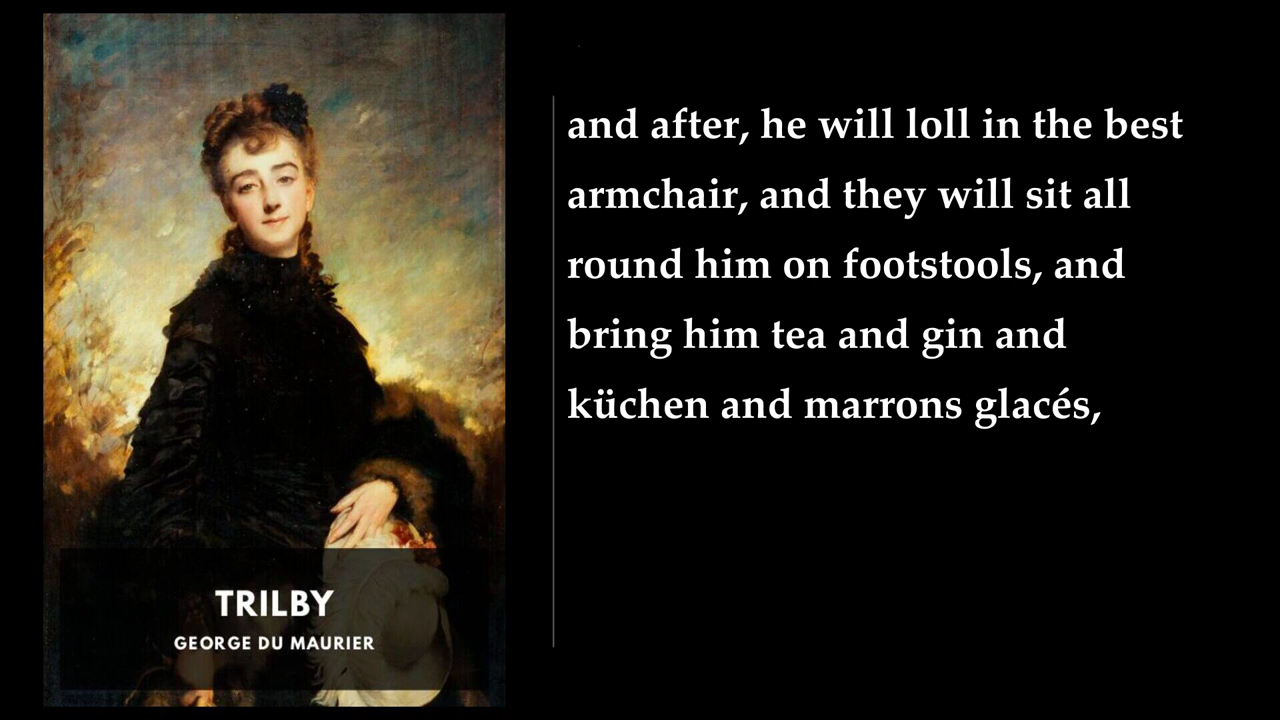 TRILBY
GEORGE DU MAURIER
and after, he will loll in the best
armchair, and they will sit all
round him on footstools, and
bring him tea and gin and
küchen and marrons glacés,